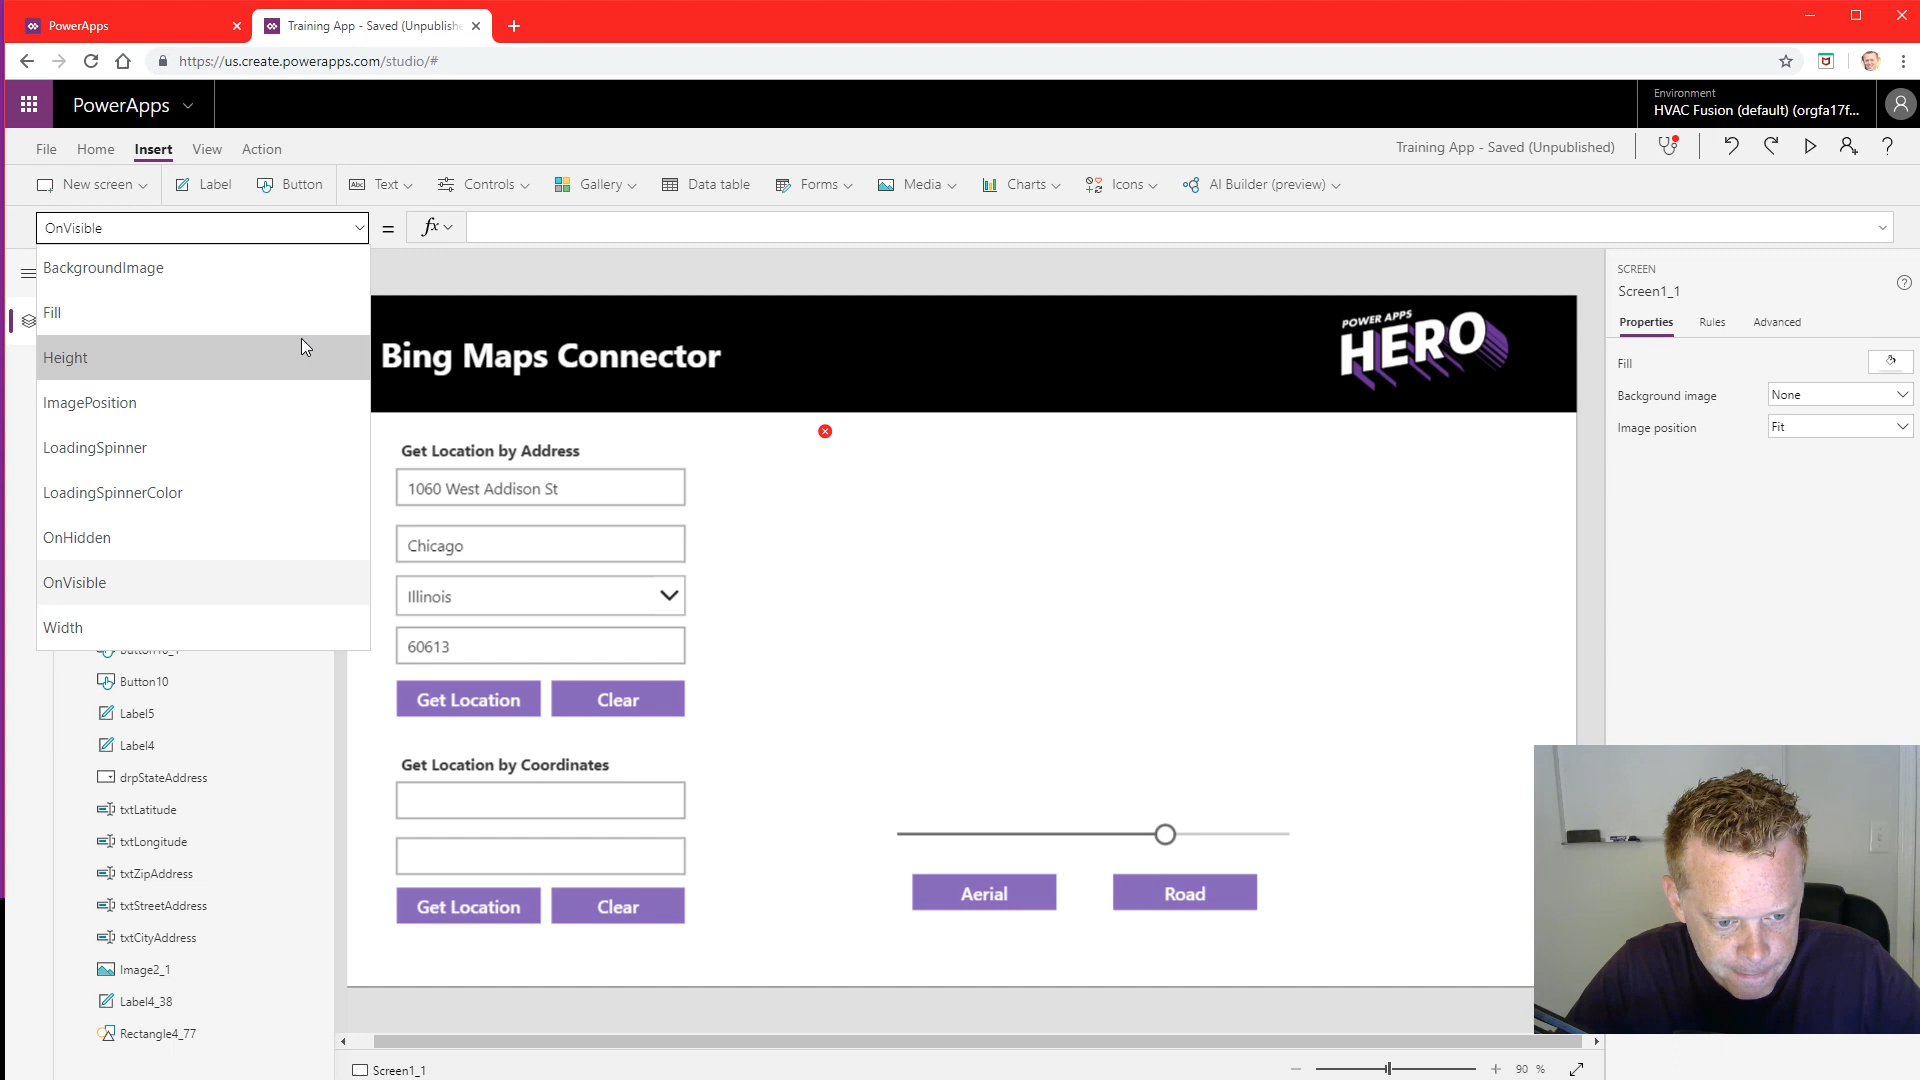 PowerApps
Training App - Saved (Unpublishe
https://us.create.powerapps.com/studio/#
PowerApps
Environment
HVAC Fusion (default) (orgfa17f...
File Home Insert View Action
Training App - Saved (Unpublished)
New screen Label Button Text Controls Gallery Data table Forms Media Charts Icons AI Builder (preview)
Abc
OnVisible = fx
BackgroundImage
Fill
Height
ImagePosition
LoadingSpinner
LoadingSpinnerColor
OnHidden
OnVisible
Width
Button10_1
Button10
Label5
Label4
drpStateAddress
txtLatitude
txtLongitude
txtZipAddress
txtStreetAddress
txtCityAddress
Image2_1
Label4_38
Rectangle4_77
Bing Maps Connector
POWER APPS
HERO
Get Location by Address
1060 West Addison St
Chicago
Illinois
60613
Get Location Clear
Get Location by Coordinates
Get Location Clear
Aerial Road
SCREEN
Screen1_1
Properties Rules Advanced
Fill
Background image None
Image position Fit
Screen1_1
90 %